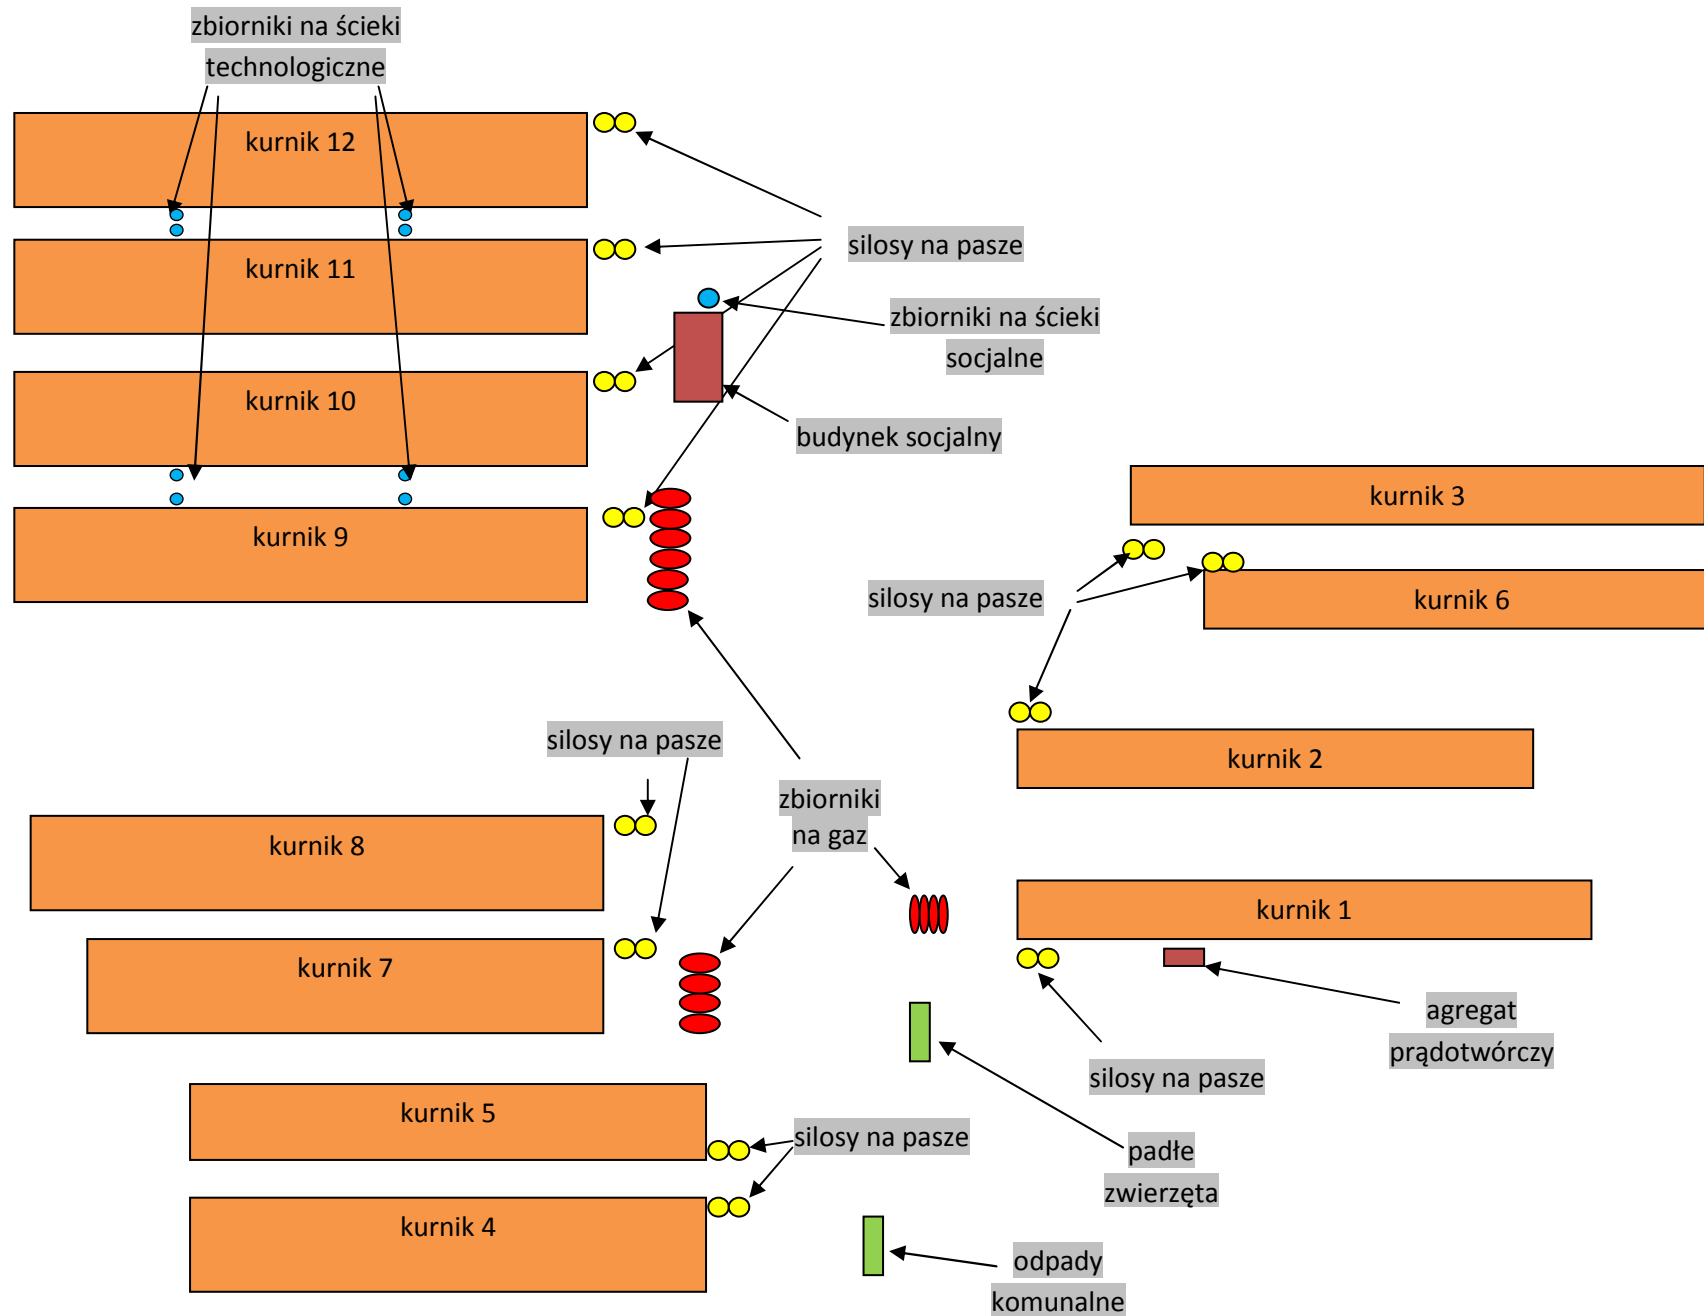 zbiorniki na ścieki
technologiczne
kurnik 12
kurnik 11
silosy na pasze
zbiorniki na ścieki
socjalne
kurnik 10
budynek socjalny
kurnik 3
kurnik 9
silosy na pasze
kurnik 6
silosy na pasze
kurnik 2
zbiorniki
na gaz
kurnik 8
kurnik 1
kurnik 7
agregat
prądotwórczy
silosy na pasze
kurnik 5
silosy na pasze
padłe
zwierzęta
kurnik 4
odpady
komunalne